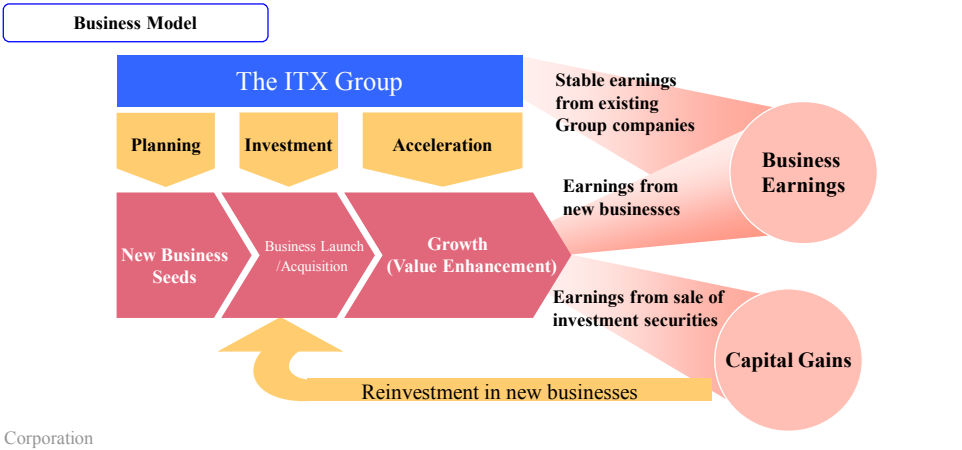 Business Model
The ITX Group
Planning
Investment
Acceleration
New Business
Seeds
Business Launch
/Acquisition
Growth
(Value Enhancement)
Stable earnings
from existing
Group companies
Earnings from
new businesses
Business
Earnings
Earnings from sale of
investment securities
Capital Gains
Reinvestment in new businesses
Corporation